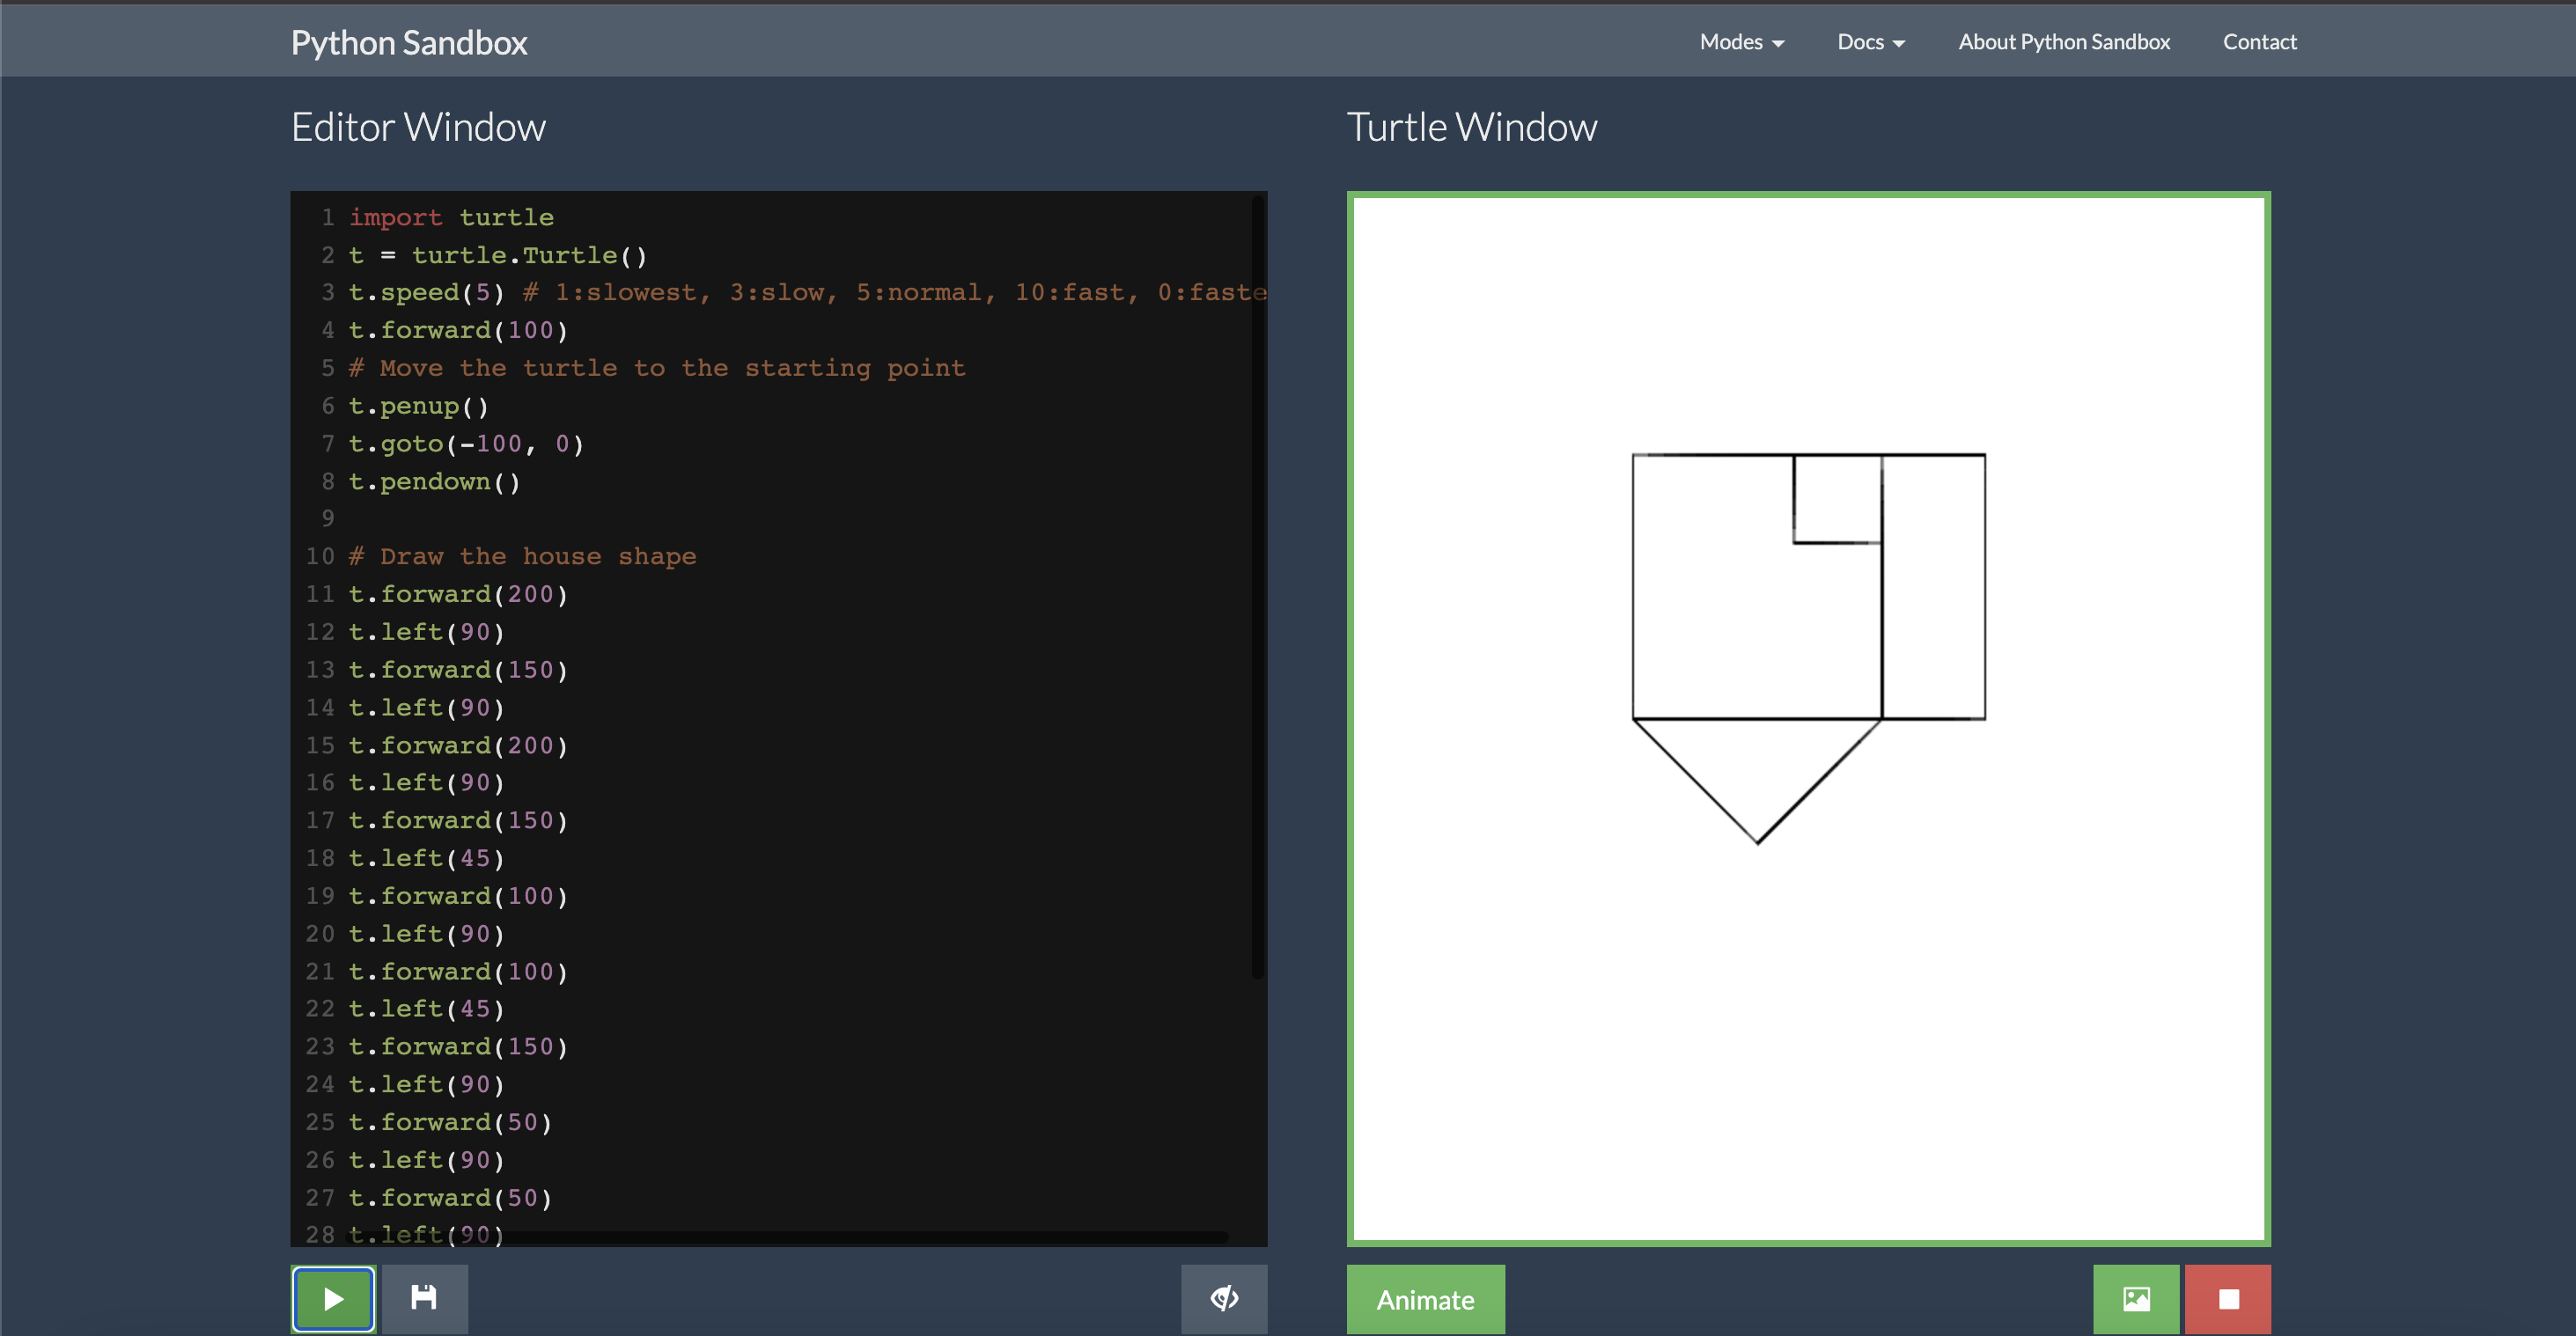 Python Sandbox
Modes Docs About Python Sandbox Contact
Editor Window
Turtle Window
1 import turtle
2 t = turtle.Turtle()
3 t.speed(5) # 1:slowest, 3:slow, 5:normal, 10:fast, 0:faste
4 t.forward(100)
5 # Move the turtle to the starting point
6 t.penup()
7 t.goto(-100, 0)
8 t.pendown()
9
10 # Draw the house shape
11 t.forward(200)
12 t.left(90)
13 t.forward(150)
14 t.left(90)
15 t.forward(200)
16 t.left(90)
17 t.forward(150)
18 t.left(45)
19 t.forward(100)
20 t.left(90)
21 t.forward(100)
22 t.left(45)
23 t.forward(150)
24 t.left(90)
25 t.forward(50)
26 t.left(90)
27 t.forward(50)
28 t.left(90)
Animate